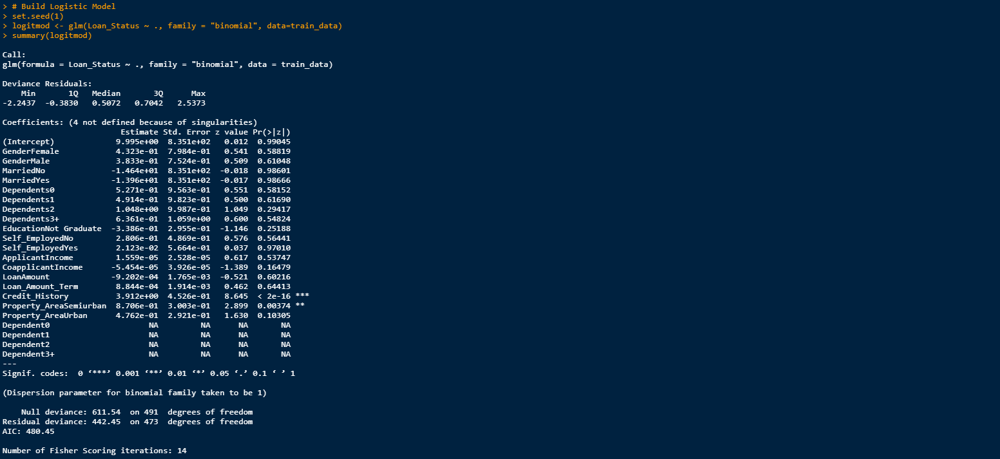 > # Build Logistic Model
> set.seed(1)
> logitmod <- glm(Loan_Status ~ ., family = "binomial", data=train_data)
> summary(logitmod)
Call:
glm(formula = Loan_Status ~ ., family = "binomial", data = train_data)
Deviance Residuals:
    Min       1Q   Median       3Q      Max
-2.2437  -0.3830   0.5072   0.7042   2.5373
Coefficients: (4 not defined because of singularities)
                         Estimate Std. Error z value Pr(>|z|)
(Intercept)             9.995e+00  8.351e+02   0.012  0.99045
GenderFemale            4.323e-01  7.984e-01   0.541  0.58819
GenderMale              3.833e-01  7.524e-01   0.509  0.61048
MarriedNo              -1.464e+01  8.351e+02  -0.018  0.98601
MarriedYes             -1.396e+01  8.351e+02  -0.017  0.98666
Dependents0             5.271e-01  9.563e-01   0.551  0.58152
Dependents1             4.914e-01  9.823e-01   0.500  0.61690
Dependents2             1.048e+00  9.987e-01   1.049  0.29417
Dependents3+            6.361e-01  1.059e+00   0.600  0.54824
EducationNot Graduate  -3.386e-01  2.955e-01  -1.146  0.25188
Self_EmployedNo         2.806e-01  4.869e-01   0.576  0.56441
Self_EmployedYes        2.123e-02  5.664e-01   0.037  0.97010
ApplicantIncome         1.559e-05  2.528e-05   0.617  0.53747
CoapplicantIncome      -5.454e-05  3.926e-05  -1.389  0.16479
LoanAmount             -9.202e-04  1.765e-03  -0.521  0.60216
Loan_Amount_Term        8.844e-04  1.914e-03   0.462  0.64413
Credit_History          3.912e+00  4.526e-01   8.645  < 2e-16 ***
Property_AreaSemiurban  8.706e-01  3.003e-01   2.899  0.00374 **
Property_AreaUrban      4.762e-01  2.921e-01   1.630  0.10305
Dependent0                     NA         NA      NA       NA
Dependent1                     NA         NA      NA       NA
Dependent2                     NA         NA      NA       NA
Dependent3+                    NA         NA      NA       NA
---
Signif. codes:  0 ‘***’ 0.001 ‘**’ 0.01 ‘*’ 0.05 ‘.’ 0.1 ‘ ’ 1
(Dispersion parameter for binomial family taken to be 1)
    Null deviance: 611.54  on 491  degrees of freedom
Residual deviance: 442.45  on 473  degrees of freedom
AIC: 480.45
Number of Fisher Scoring iterations: 14